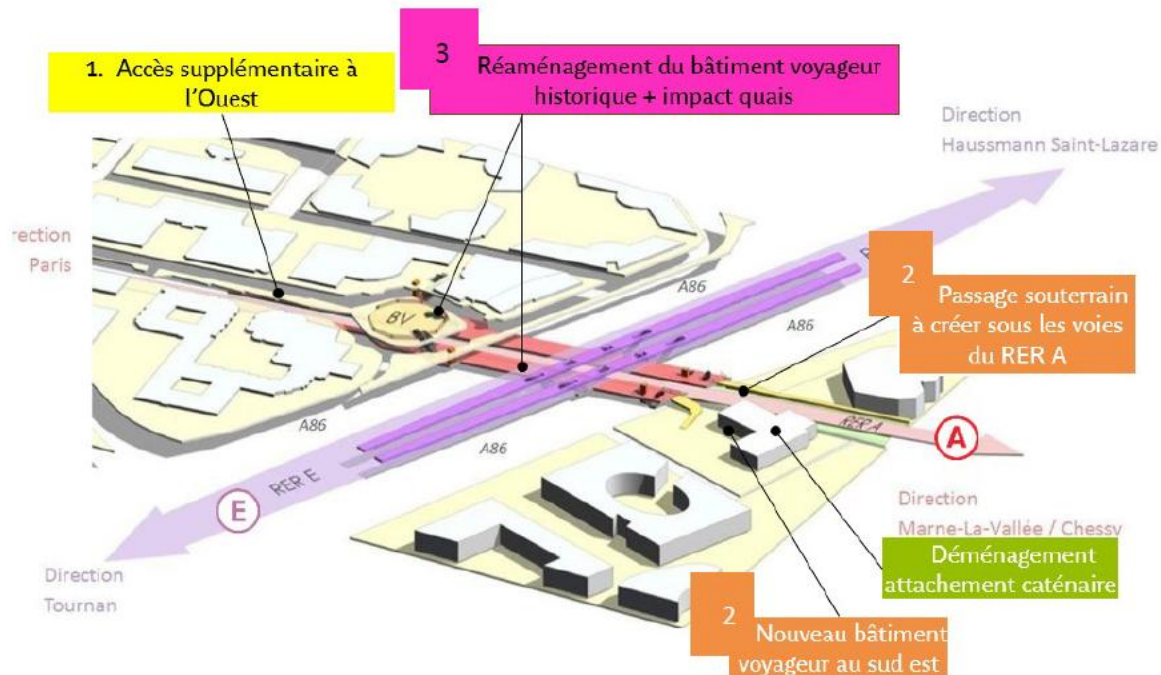 1. Accès supplémentaire à
l'Ouest
3
Réaménagement du bâtiment voyageur
historique + impact quais
Direction
Haussmann Saint-Lazare
rection
Paris
BV
A86
A86
2
Passage souterrain
à créer sous les voies
du RER A
A86
A86
RER E
E
RER A
A
Direction
Marne-La-Vallée / Chessy
Déménagement
attachement caténaire
Direction
Tournan
2
Nouveau bâtiment
voyageur au sud est